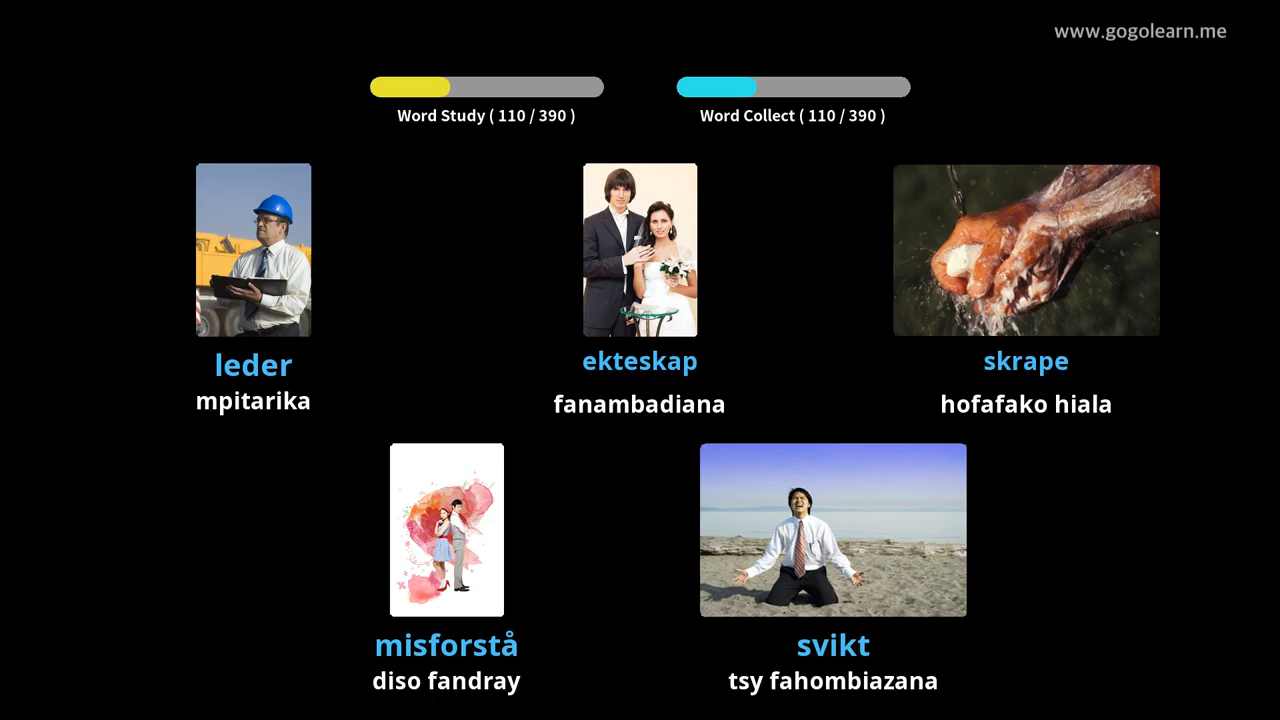 www.gogolearn.me
Word Study ( 110 / 390 )
Word Collect ( 110 / 390 )
leder
mpitarika
ekteskap
fanambadiana
skrape
hofafako hiala
misforstå
diso fandray
svikt
tsy fahombiazana